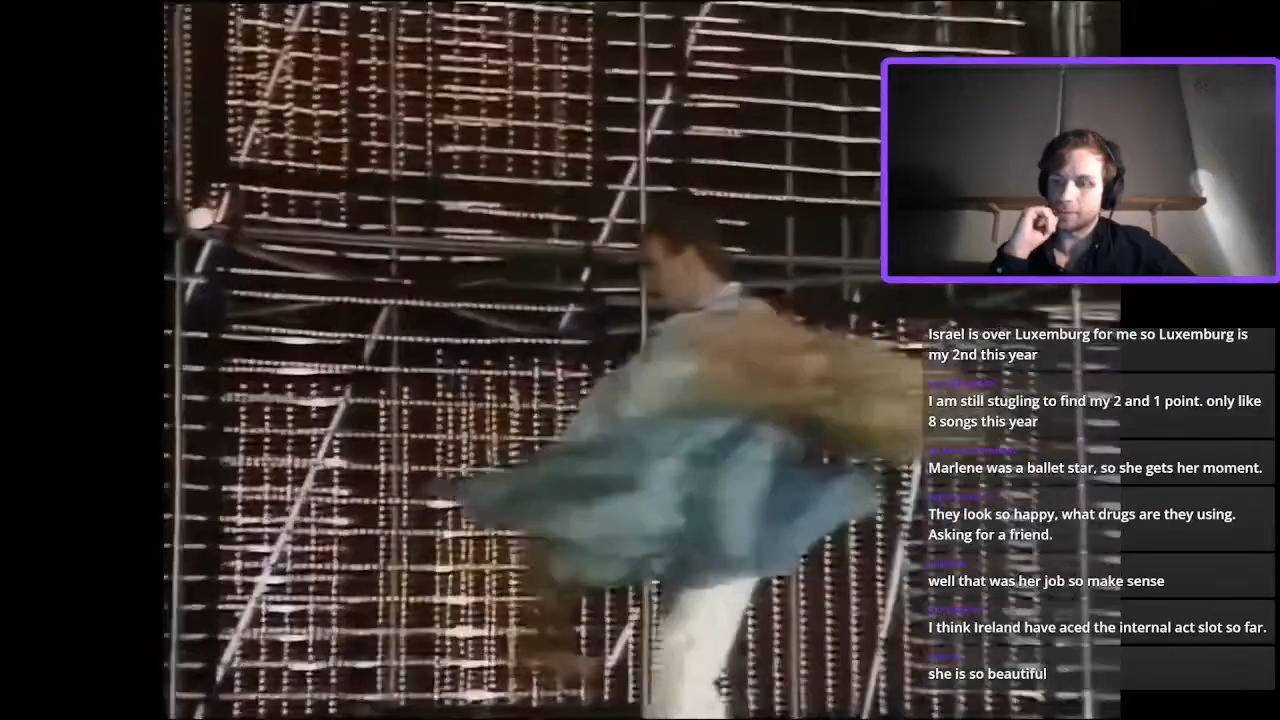 Israel is over Luxemburg for me so Luxemburg is
my 2nd this year
I am still stugling to find my 2 and 1 point. only like
8 songs this year
Marlene was a ballet star, so she gets her moment.
They look so happy, what drugs are they using.
Asking for a friend.
well that was her job so make sense
I think Ireland have aced the internal act slot so far.
she is so beautiful